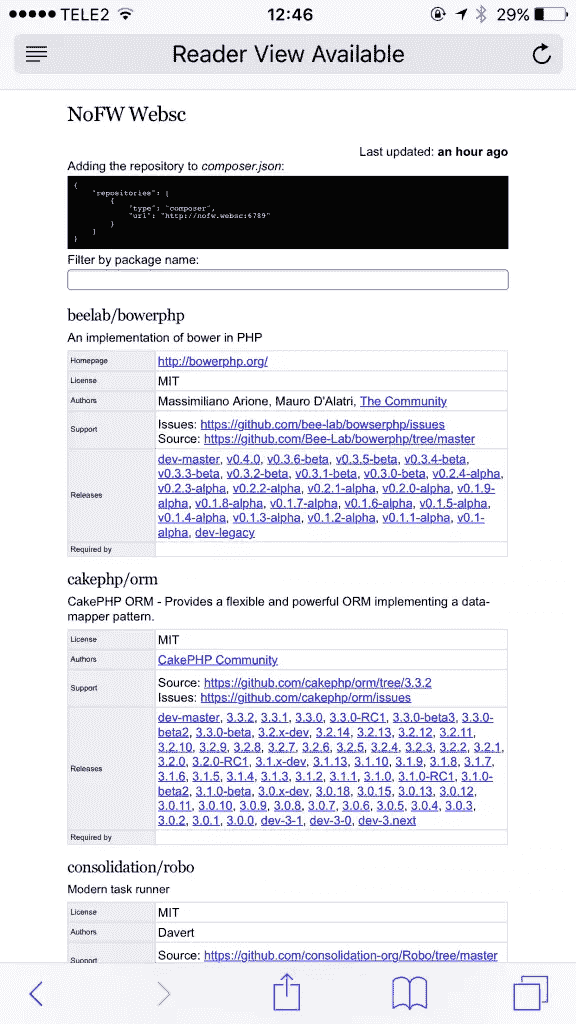 TELE2 12:46 29%
Reader View Available
NoFW Websc
Last updated: an hour ago
Adding the repository to composer.json:
{
"repositories": [
{
"type": "composer",
"url": "http://nofw.websc:6789"
}
]
}
Filter by package name:
beelab/bowerphp
An implementation of bower in PHP
Homepage http://bowerphp.org/
License MIT
Authors Massimiliano Arione, Mauro D'Alatri, The Community
Support Issues: https://github.com/bee-lab/bowserphp/issues
Source: https://github.com/Bee-Lab/bowerphp/tree/master
Releases dev-master, v0.4.0, v0.3.6-beta, v0.3.5-beta, v0.3.4-beta,
v0.3.3-beta, v0.3.2-beta, v0.3.1-beta, v0.3.0-beta, v0.2.4-alpha,
v0.2.3-alpha, v0.2.2-alpha, v0.2.1-alpha, v0.2.0-alpha, v0.1.9-
alpha, v0.1.8-alpha, v0.1.7-alpha, v0.1.6-alpha, v0.1.5-alpha,
v0.1.4-alpha, v0.1.3-alpha, v0.1.2-alpha, v0.1.1-alpha, v0.1-
alpha, dev-legacy
Required by
cakephp/orm
CakePHP ORM - Provides a flexible and powerful ORM implementing a data-
mapper pattern.
License MIT
Authors CakePHP Community
Support Source: https://github.com/cakephp/orm/tree/3.3.2
Issues: https://github.com/cakephp/orm/issues
Releases dev-master, 3.3.2, 3.3.1, 3.3.0, 3.3.0-RC1, 3.3.0-beta3, 3.3.0-
beta2, 3.3.0-beta, 3.2.x-dev, 3.2.14, 3.2.13, 3.2.12, 3.2.11,
3.2.10, 3.2.9, 3.2.8, 3.2.7, 3.2.6, 3.2.5, 3.2.4, 3.2.3, 3.2.2, 3.2.1,
3.2.0, 3.2.0-RC1, 3.1.x-dev, 3.1.13, 3.1.10, 3.1.9, 3.1.8, 3.1.7,
3.1.6, 3.1.5, 3.1.4, 3.1.3, 3.1.2, 3.1.1, 3.1.0, 3.1.0-RC1, 3.1.0-
beta2, 3.1.0-beta, 3.0.x-dev, 3.0.18, 3.0.15, 3.0.13, 3.0.12,
3.0.11, 3.0.10, 3.0.9, 3.0.8, 3.0.7, 3.0.6, 3.0.5, 3.0.4, 3.0.3,
3.0.2, 3.0.1, 3.0.0, dev-3-1, dev-3-0, dev-3.next
Required by
consolidation/robo
Modern task runner
License MIT
Authors Davert
Support Source: https://github.com/consolidation-org/Robo/tree/master